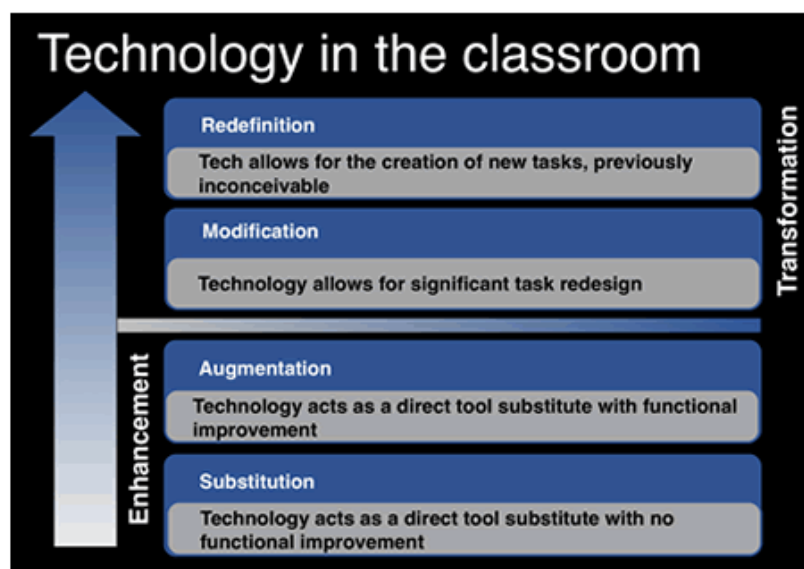 Technology in the classroom
Redefinition
Tech allows for the creation of new tasks, previously
inconceivable
Modification
Technology allows for significant task redesign
Transformation
Augmentation
Technology acts as a direct tool substitute with functional
improvement
Substitution
Technology acts as a direct tool substitute with no
functional improvement
Enhancement